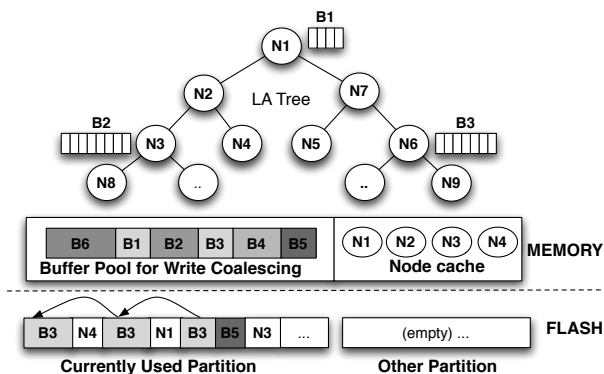 B1
N1
N2
LA Tree
N7
B2
B3
N3
N4
N5
N6
N8
..
..
N9
B6 B1 B2 B3 B4 B5
N1 N2 N3 N4
Buffer Pool for Write Coalescing
Node cache
MEMORY
B3 N4 B3 N1 B3 B5 N3 ...
(empty) ...
FLASH
Currently Used Partition
Other Partition